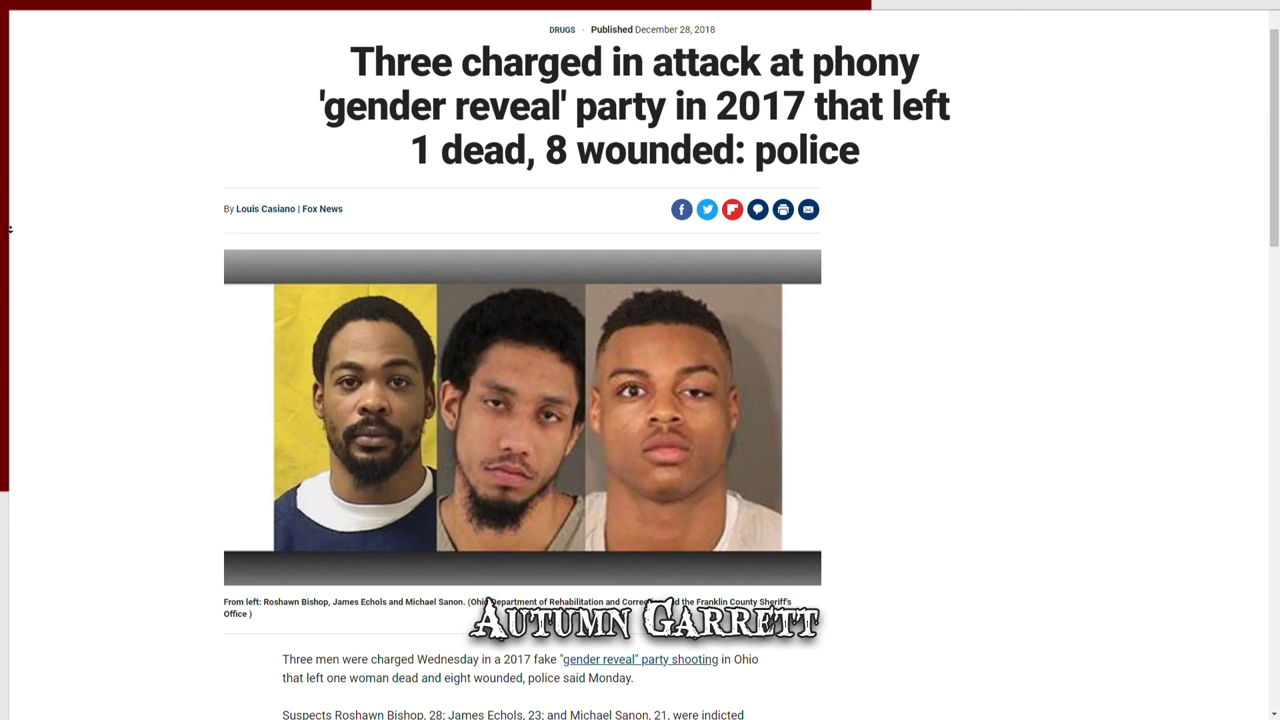 DRUGS · Published December 28, 2018
Three charged in attack at phony
'gender reveal' party in 2017 that left
1 dead, 8 wounded: police
By Louis Casiano | Fox News
From left: Roshawn Bishop, James Echols and Michael Sanon. (Ohio Department of Rehabilitation and the Franklin County Sheriff's
Office )
AUTUMN GARRETT
Three men were charged Wednesday in a 2017 fake "gender reveal" party shooting in Ohio
that left one woman dead and eight wounded, police said Monday.
Suspects Roshawn Bishop, 28; James Echols, 23; and Michael Sanon, 21, were indicted